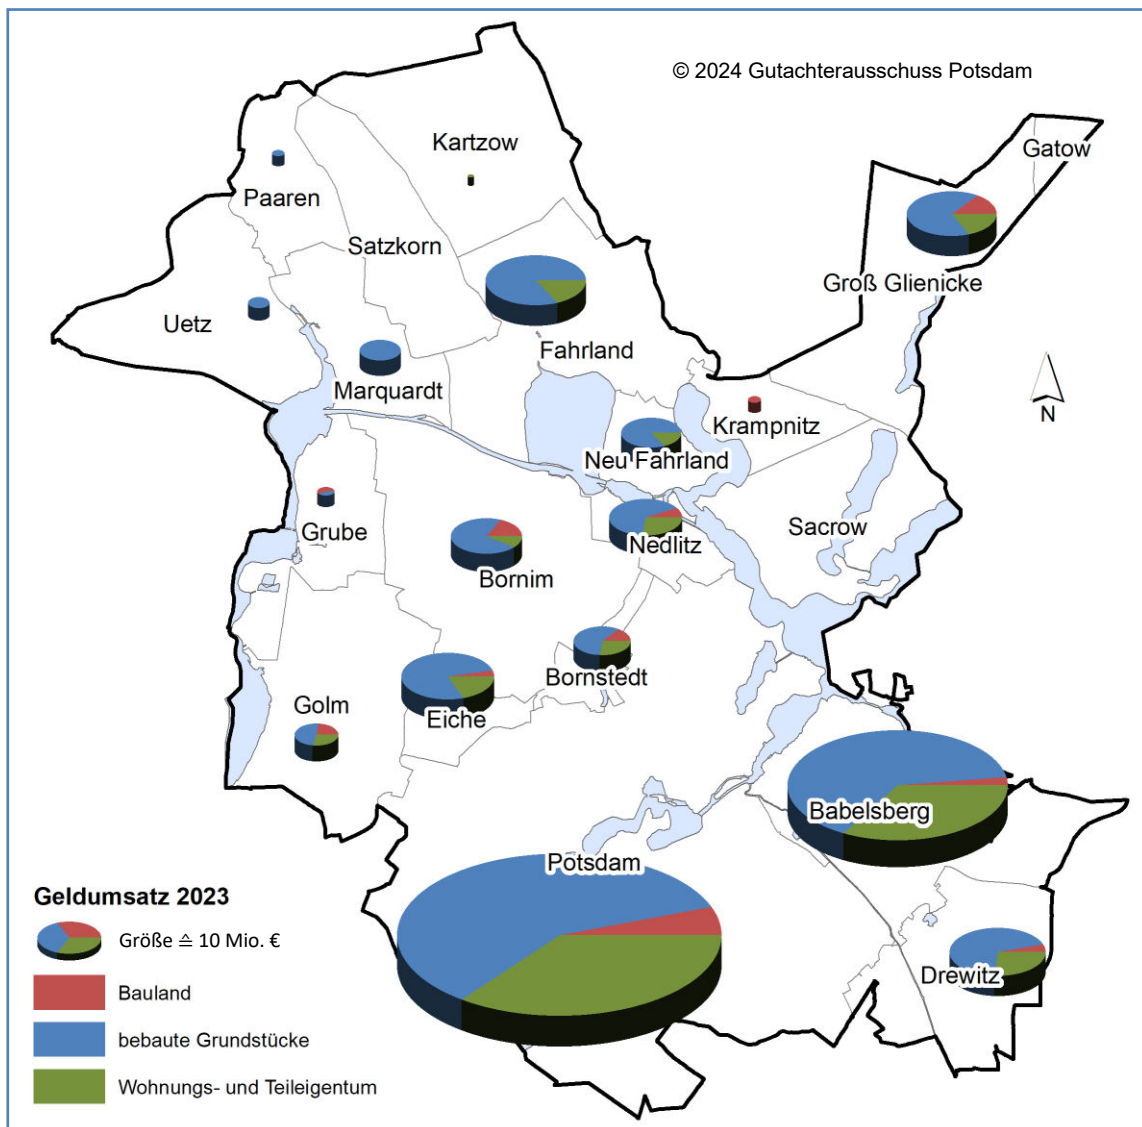 © 2024 Gutachterausschuss Potsdam
Kartzow
Gatow
Paaren
Satzkorn
Groß Glienicke
Uetz
Fahrland
Marquardt
Krampnitz
N
Neu Fahrland
Sacrow
Grube
Nedlitz
Bornim
Bornstedt
Golm
Eiche
Babelsberg
Potsdam
Drewitz
Geldumsatz 2023
Größe ≙ 10 Mio. €
Bauland
bebaute Grundstücke
Wohnungs- und Teileigentum